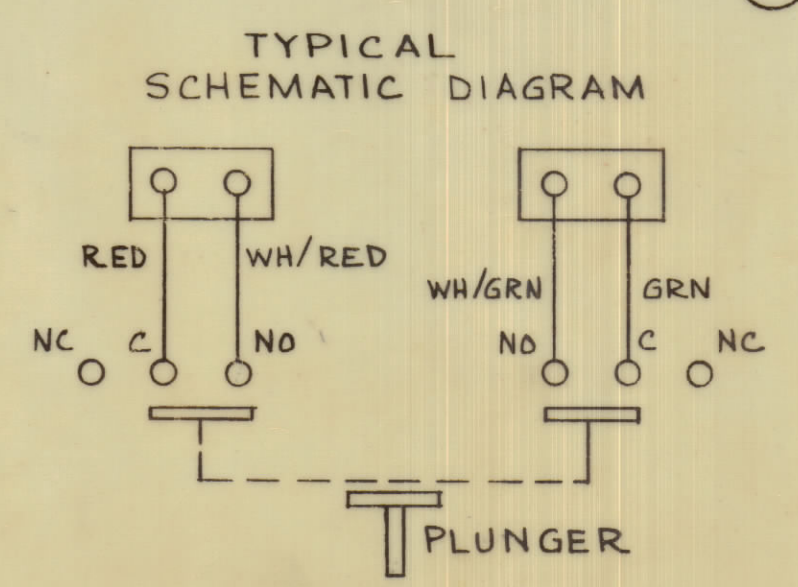 TYPICAL
SCHEMATIC DIAGRAM
RED
WH/RED
WH/GRN
GRN
NC
C
NO
NO
C
NC
PLUNGER